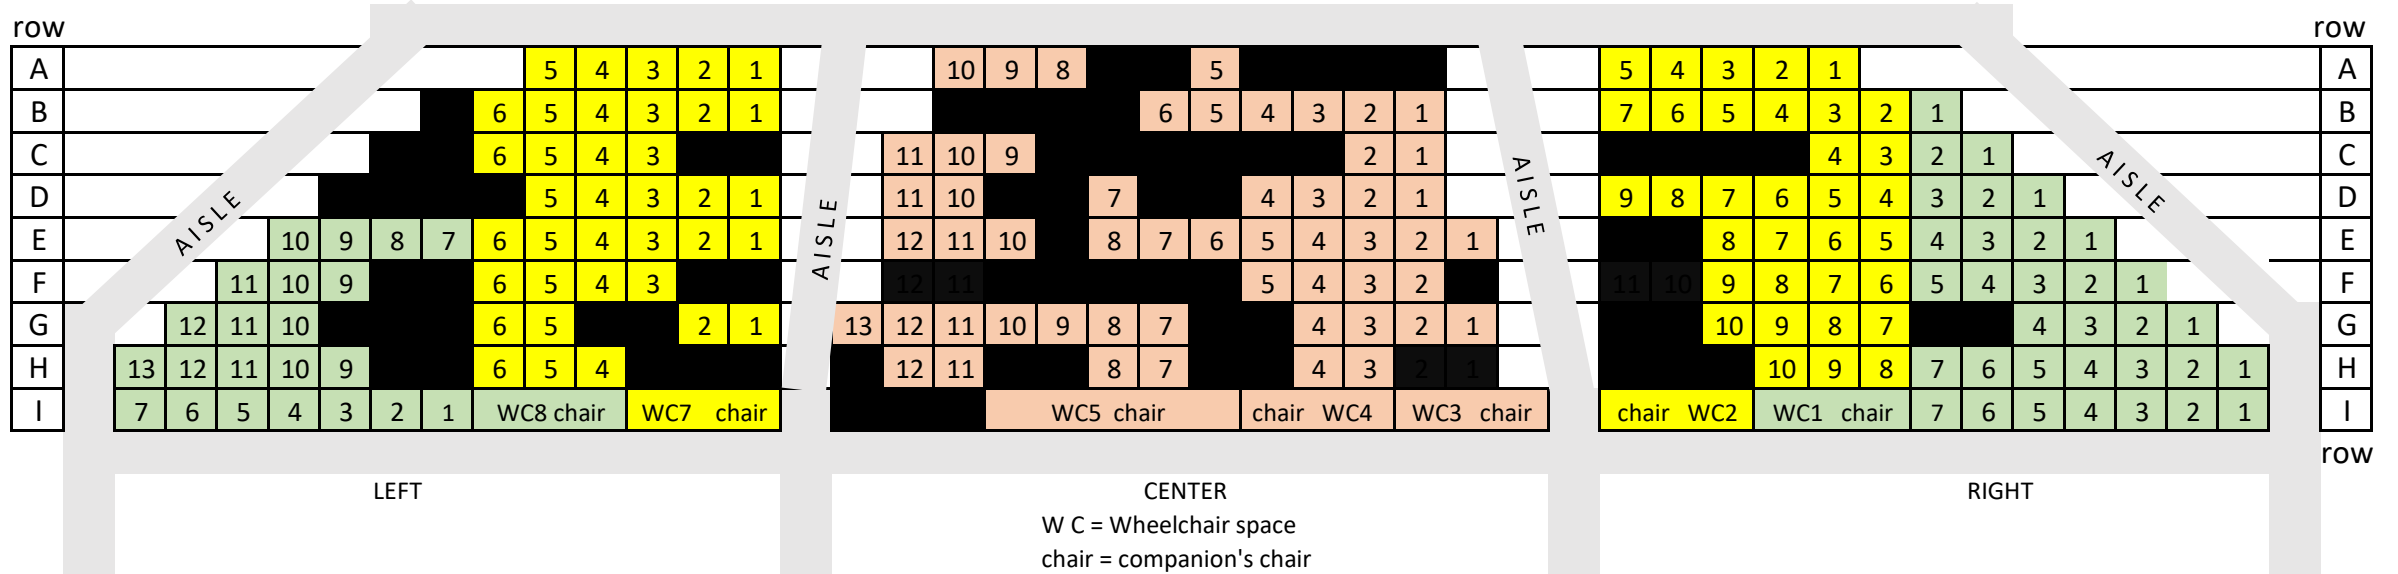 row row
A 5 4 3 2 1 10 9 8 5 5 4 3 2 1 A
B 6 5 4 3 2 1 6 5 4 3 2 1 7 6 5 4 3 2 1 B
C 6 5 4 3 11 10 9 2 1 4 3 2 1 C
D 5 4 3 2 1 11 10 7 4 3 2 1 9 8 7 6 5 4 3 2 1 D
E 10 9 8 7 6 5 4 3 2 1 12 11 10 8 7 6 5 4 3 2 1 8 7 6 5 4 3 2 1 E
F 11 10 9 6 5 4 3 12 11 5 4 3 2 11 10 9 8 7 6 5 4 3 2 1 F
G 12 11 10 6 5 2 1 13 12 11 10 9 8 7 4 3 2 1 10 9 8 7 4 3 2 1 G
H 13 12 11 10 9 6 5 4 12 11 8 7 4 3 2 1 10 9 8 7 6 5 4 3 2 1 H
I 7 6 5 4 3 2 1 WC8 chair WC7 chair WC5 chair chair WC4 WC3 chair chair WC2 WC1 chair 7 6 5 4 3 2 1 I
AISLE
AISLE
AISLE
AISLE
row
LEFT CENTER RIGHT
W C = Wheelchair space
chair = companion's chair